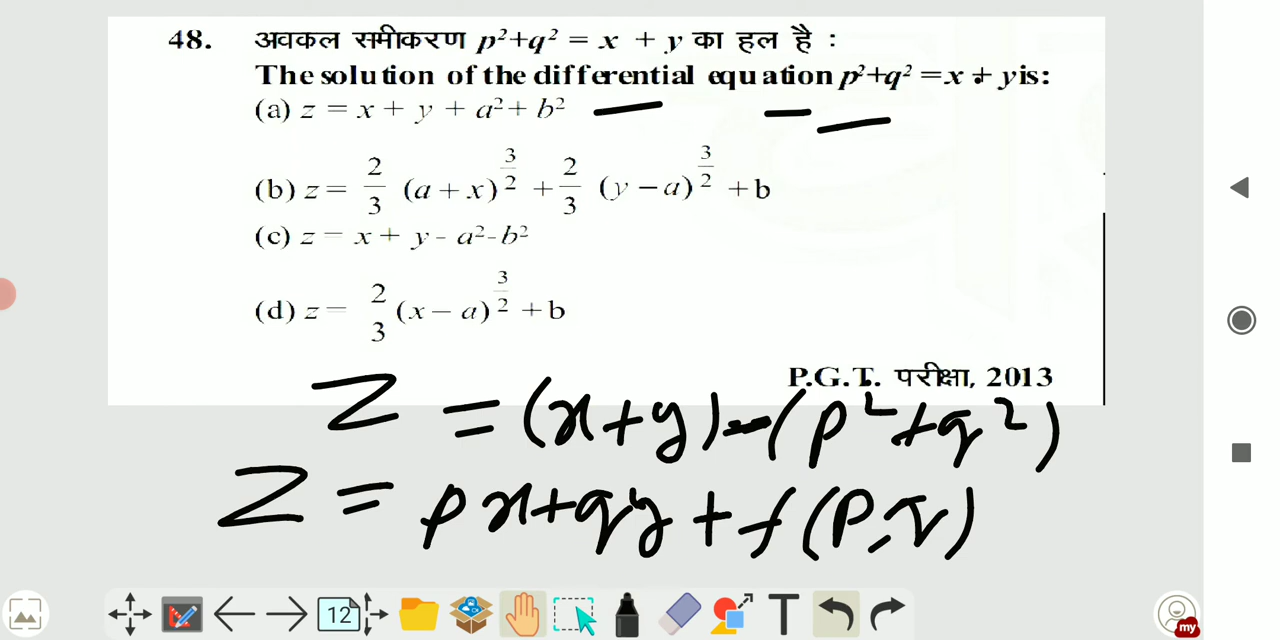 48. अवकल समीकरण p²+q² = x + y का हल है :
The solution of the differential equation p²+q² = x + y is:
(a) z = x + y + a² + b²
(b) z = 2/3 (a + x)^3/2 + 2/3 (y − a)^3/2 + b
(c) z = x + y - a² - b²
(d) z = 2/3 (x − a)^3/2 + b
P.G.T. परीक्षा, 2013
Z = (x+y) - (p²+q²)
Z = px+qy + f(P,q)
12
T
my